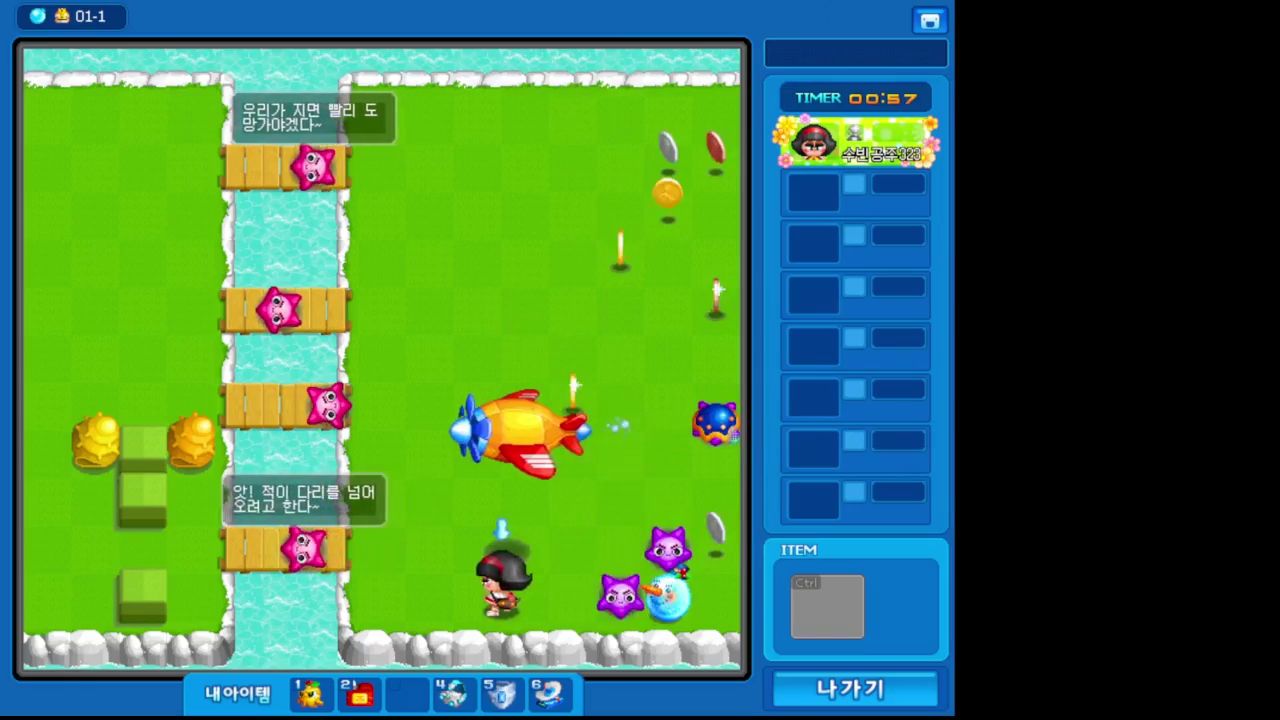 01-1
우리가 지면 빨리 도
망가야겠다~
TIMER 00:57
수빈공주023
앗! 적이 다리를 넘어
오려고 한다~
ITEM
Ctrl
내아이템
1
2
4
5
6
나가기